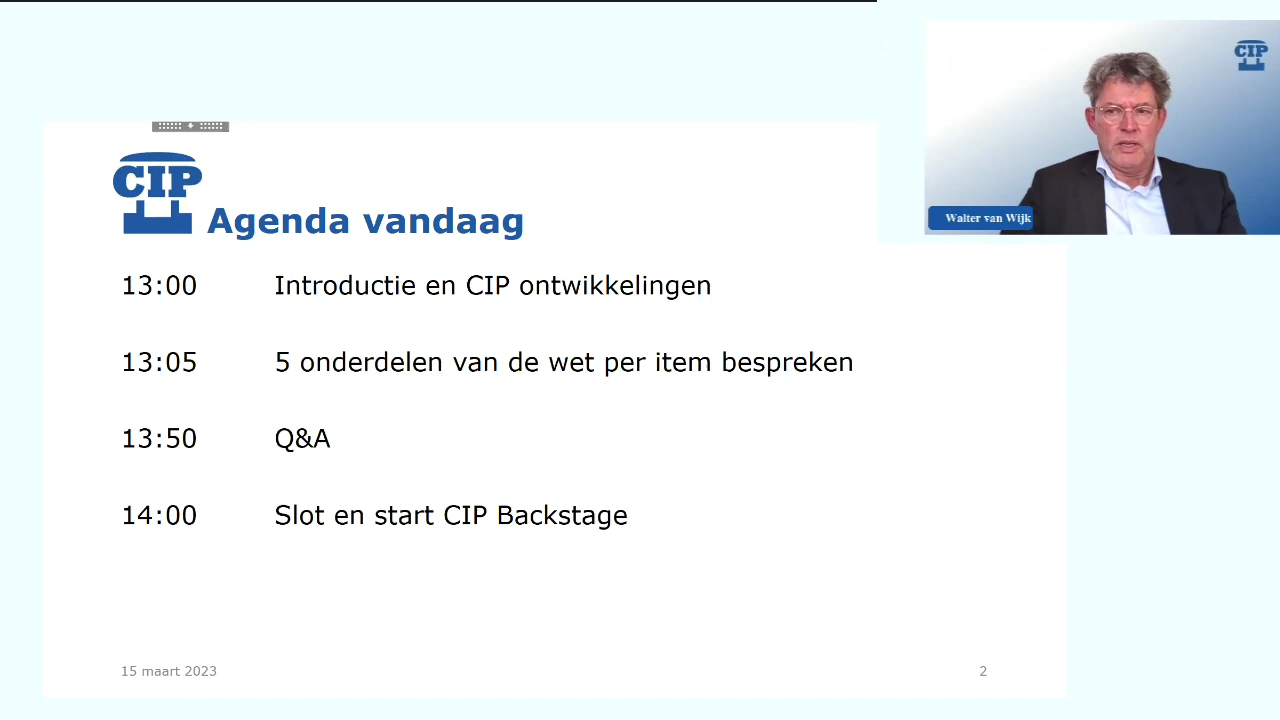 CIP
Walter van Wijk
CIP
Agenda vandaag
13:00 Introductie en CIP ontwikkelingen
13:05 5 onderdelen van de wet per item bespreken
13:50 Q&A
14:00 Slot en start CIP Backstage
15 maart 2023 2